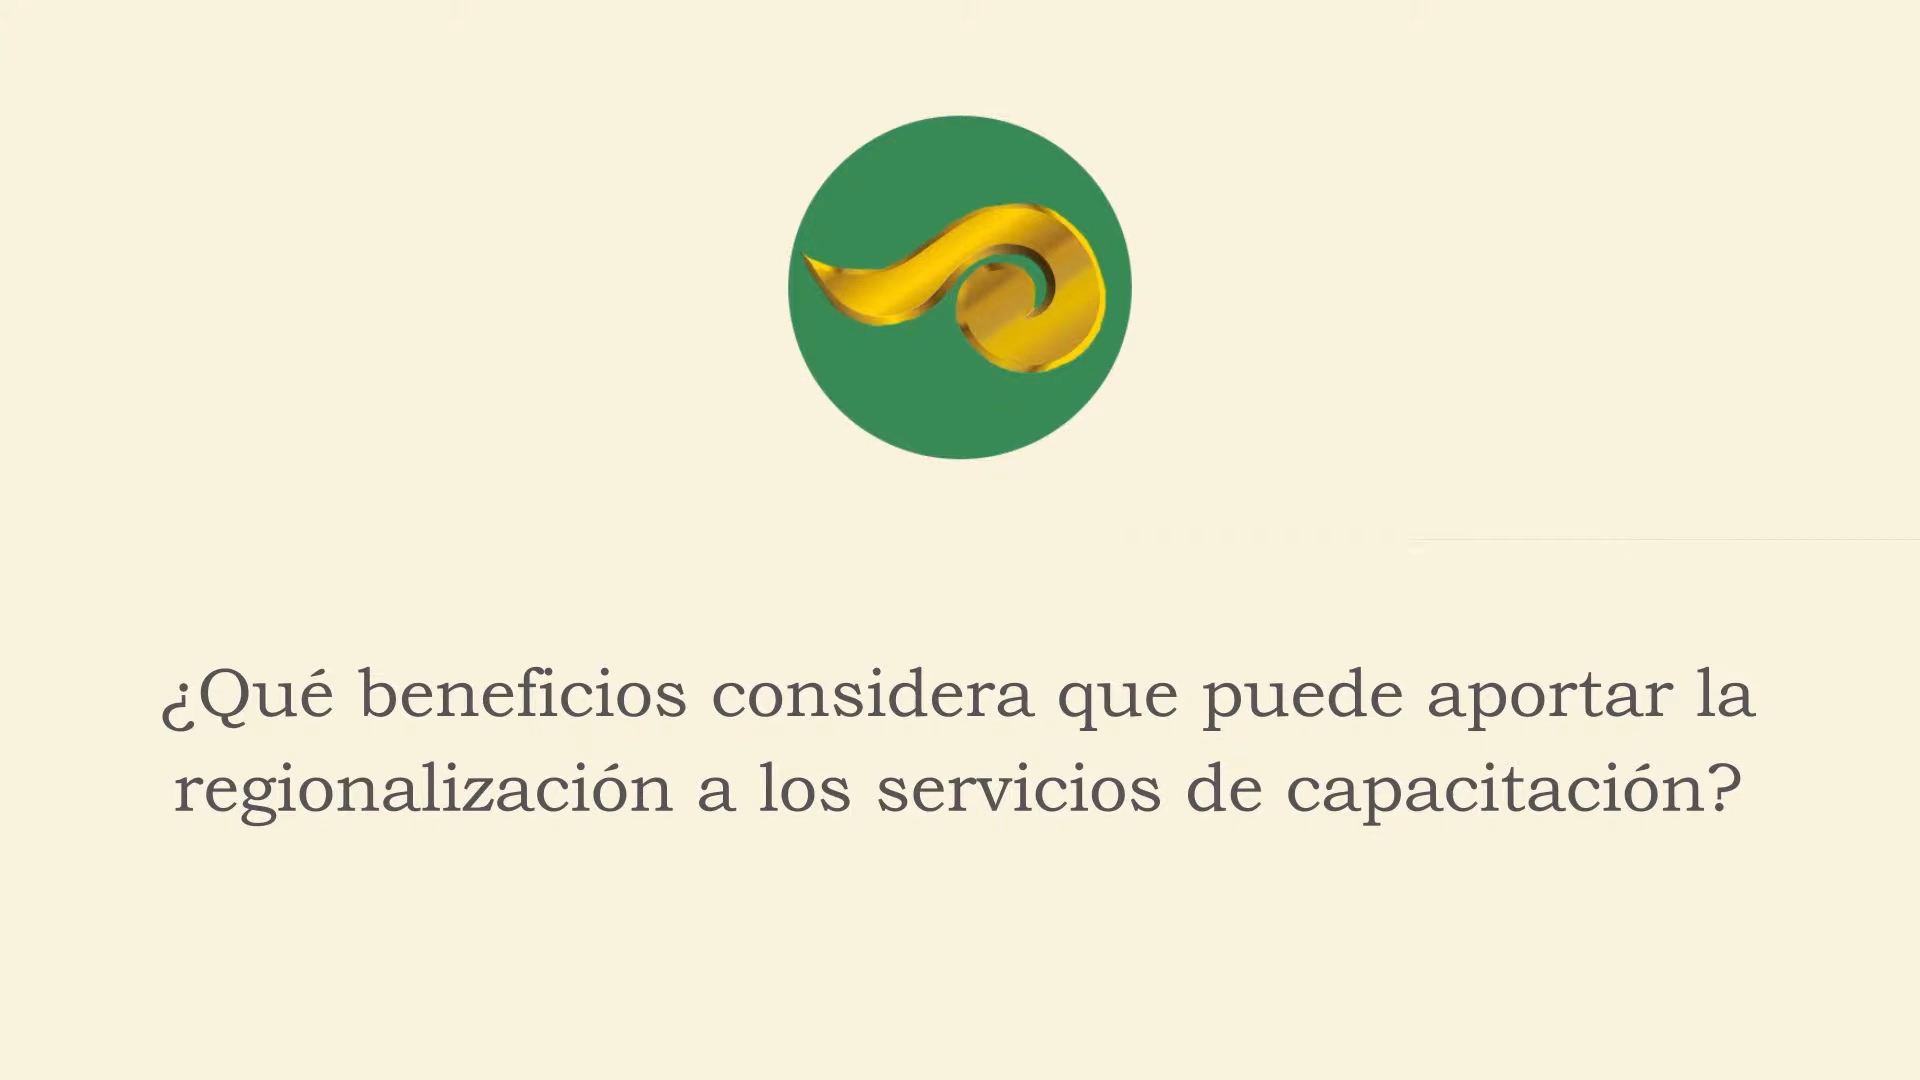 ¿Qué beneficios considera que puede aportar la
regionalización a los servicios de capacitación?